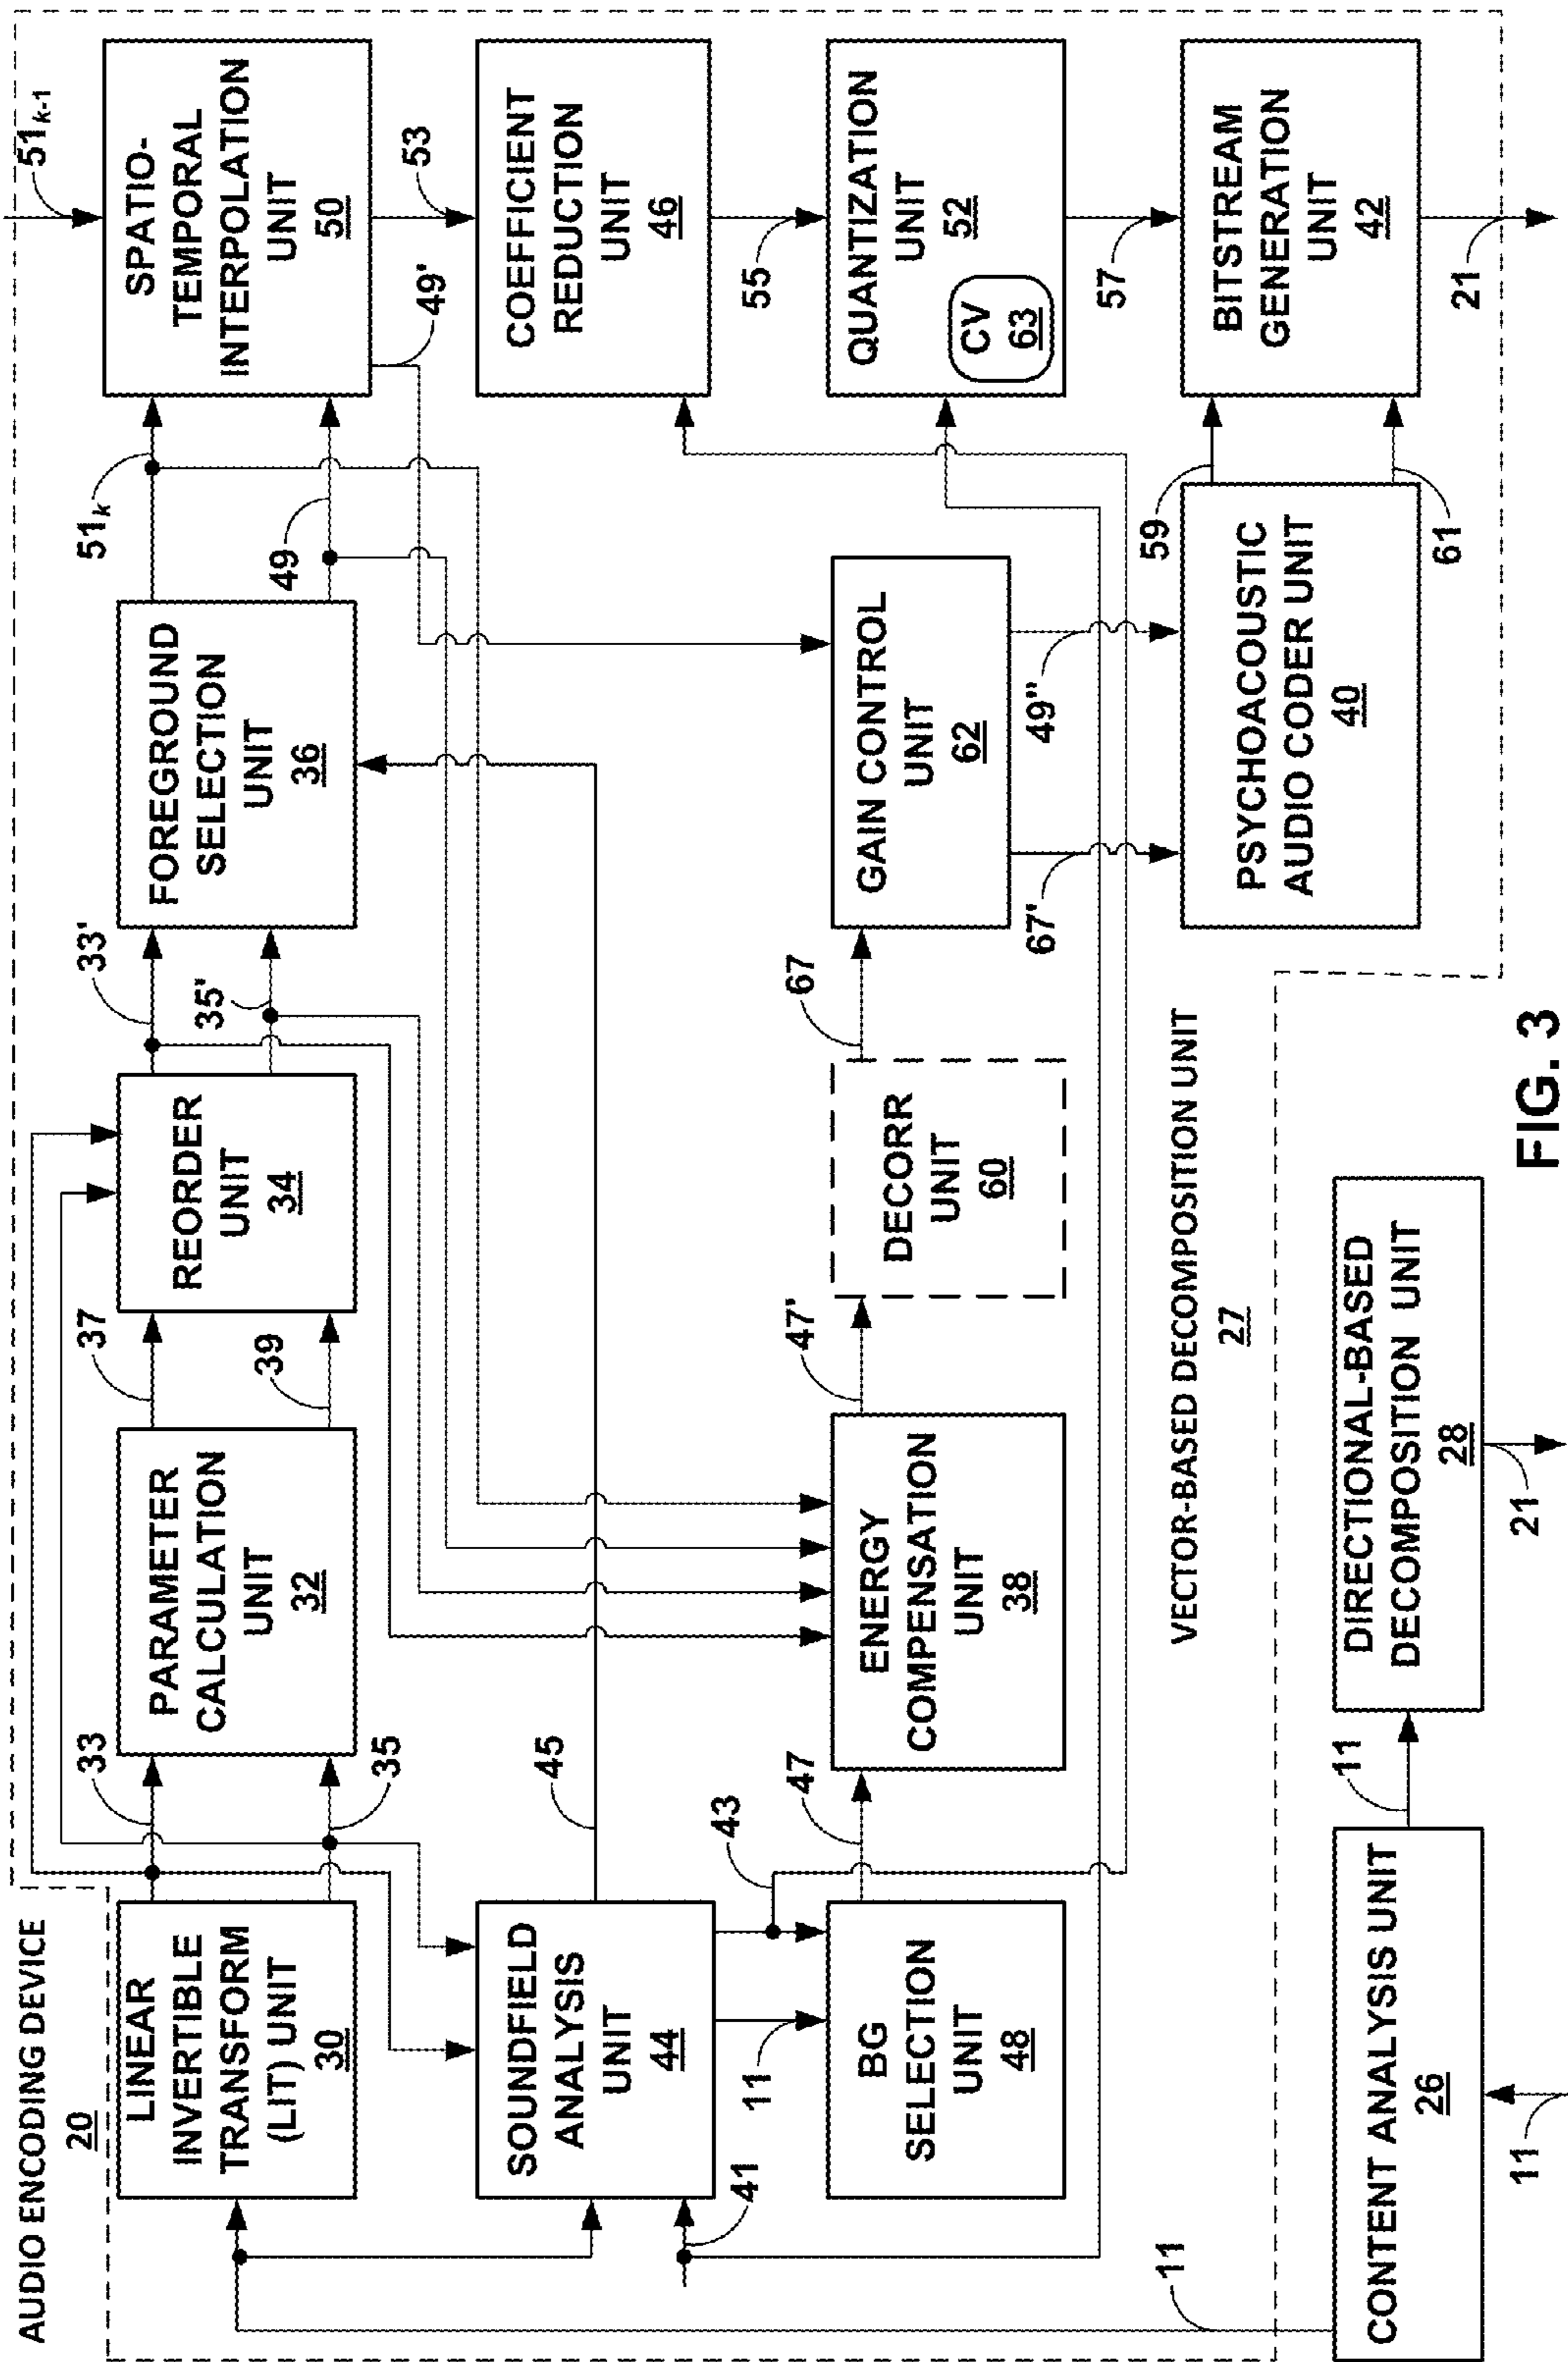 AUDIO ENCODING DEVICE
20
LINEAR
INVERTIBLE
TRANSFORM
(LIT) UNIT
30
33
35
PARAMETER
CALCULATION
UNIT
32
37
39
REORDER
UNIT
34
33'
35'
FOREGROUND
SELECTION
UNIT
36
51k
49
51k-1
SPATIO-
TEMPORAL
INTERPOLATION
UNIT
50
49'
53
SOUNDFIELD
ANALYSIS
UNIT
44
45
41
11
43
COEFFICIENT
REDUCTION
UNIT
46
55
BG
SELECTION
UNIT
48
47
ENERGY
COMPENSATION
UNIT
38
47'
DECORR
UNIT
60
67
GAIN CONTROL
UNIT
62
67'
49''
QUANTIZATION
UNIT
52
CV
63
57
PSYCHOACOUSTIC
AUDIO CODER UNIT
40
59
61
BITSTREAM
GENERATION
UNIT
42
21
VECTOR-BASED DECOMPOSITION UNIT
27
11
CONTENT ANALYSIS UNIT
26
11
11
DIRECTIONAL-BASED
DECOMPOSITION UNIT
28
21
FIG. 3